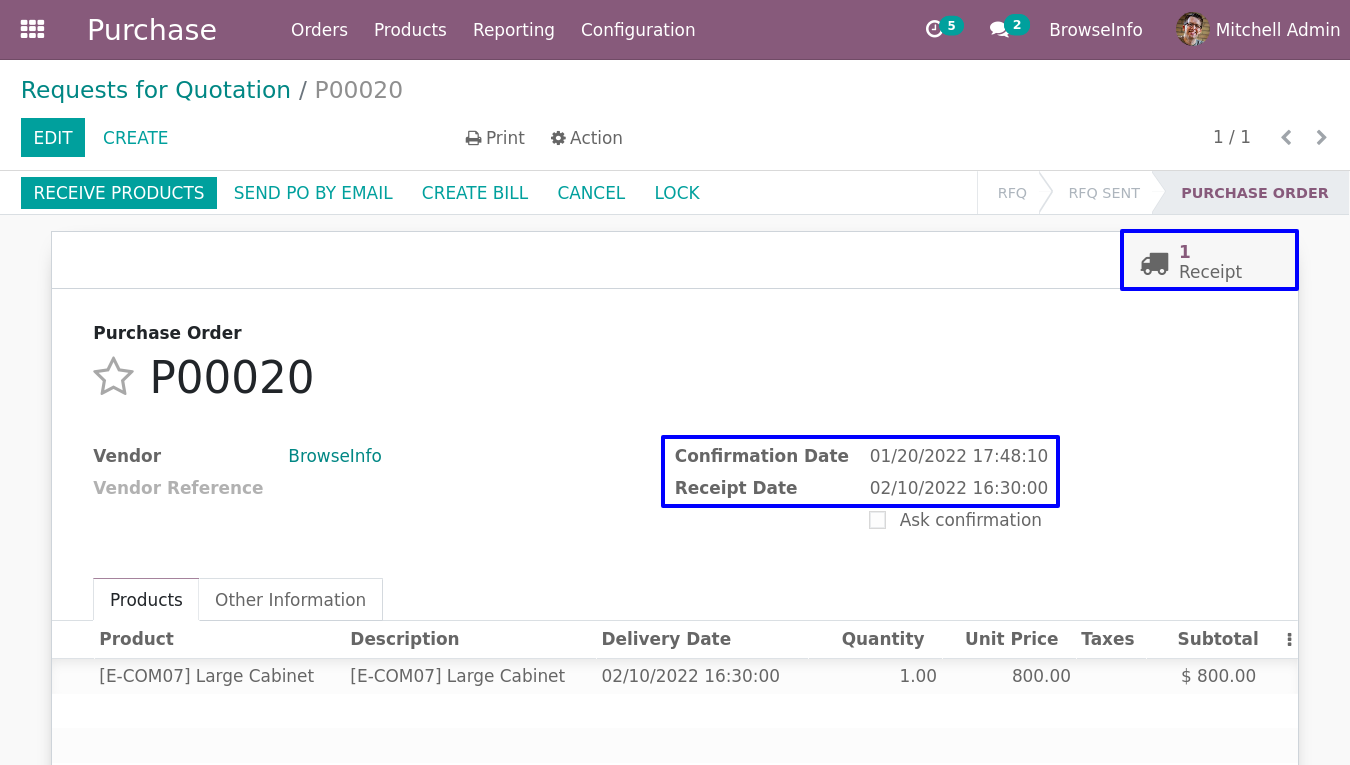 Purchase Orders Products Reporting Configuration 5 2 BrowseInfo Mitchell Admin
Requests for Quotation / P00020
EDIT CREATE Print Action 1 / 1
RECEIVE PRODUCTS SEND PO BY EMAIL CREATE BILL CANCEL LOCK RFQ RFQ SENT PURCHASE ORDER
1
Receipt
Purchase Order
P00020
Vendor BrowseInfo Confirmation Date 01/20/2022 17:48:10
Vendor Reference Receipt Date 02/10/2022 16:30:00
Ask confirmation
Products Other Information
Product Description Delivery Date Quantity Unit Price Taxes Subtotal
[E-COM07] Large Cabinet [E-COM07] Large Cabinet 02/10/2022 16:30:00 1.00 800.00 $ 800.00